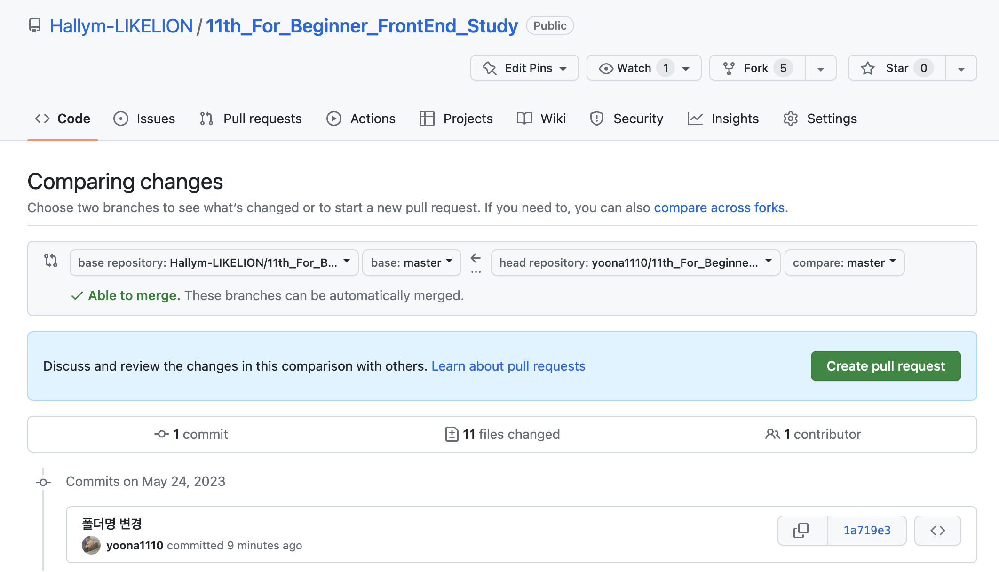 Hallym-LIKELION / 11th_For_Beginner_FrontEnd_Study Public
Edit Pins Watch 1 Fork 5 Star 0
Code Issues Pull requests Actions Projects Wiki Security Insights Settings
Comparing changes
Choose two branches to see what's changed or to start a new pull request. If you need to, you can also compare across forks.
base repository: Hallym-LIKELION/11th_For_B... base: master ← ... head repository: yoona1110/11th_For_Beginne... compare: master
Able to merge. These branches can be automatically merged.
Discuss and review the changes in this comparison with others. Learn about pull requests Create pull request
1 commit 11 files changed 1 contributor
Commits on May 24, 2023
폴더명 변경
1a719e3
yoona1110 committed 9 minutes ago